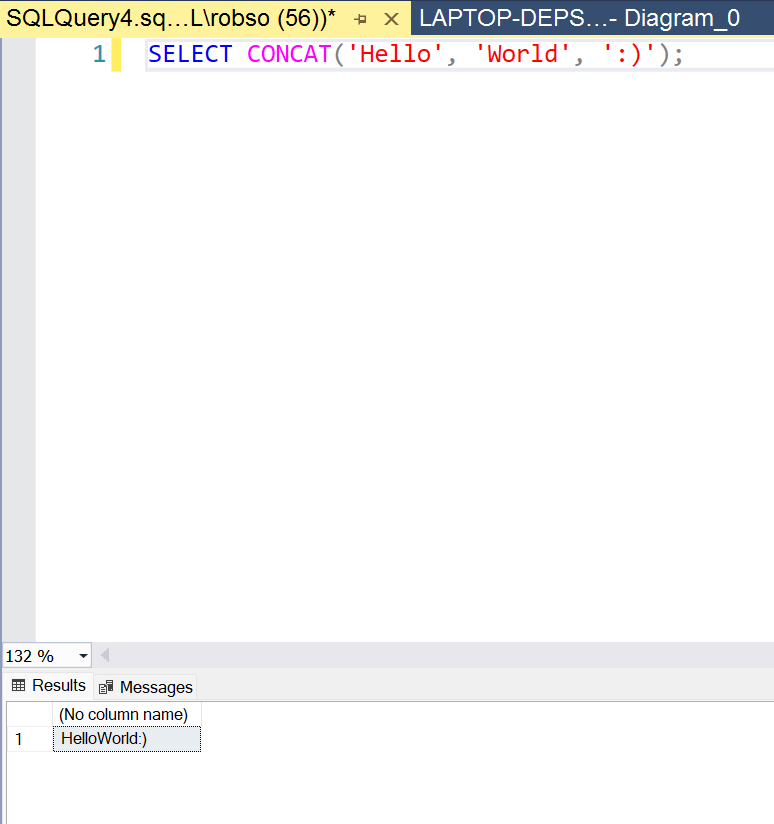 SQLQuery4.sq...L\robso (56))* LAPTOP-DEPS...- Diagram_0
1 SELECT CONCAT('Hello', 'World', ':)');
132 %
Results Messages
(No column name)
1 HelloWorld:)